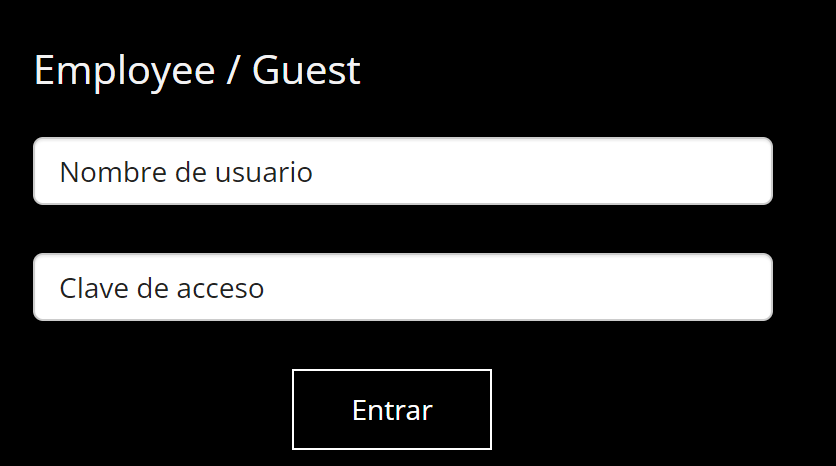 Employee / Guest
Nombre de usuario
Clave de acceso
Entrar